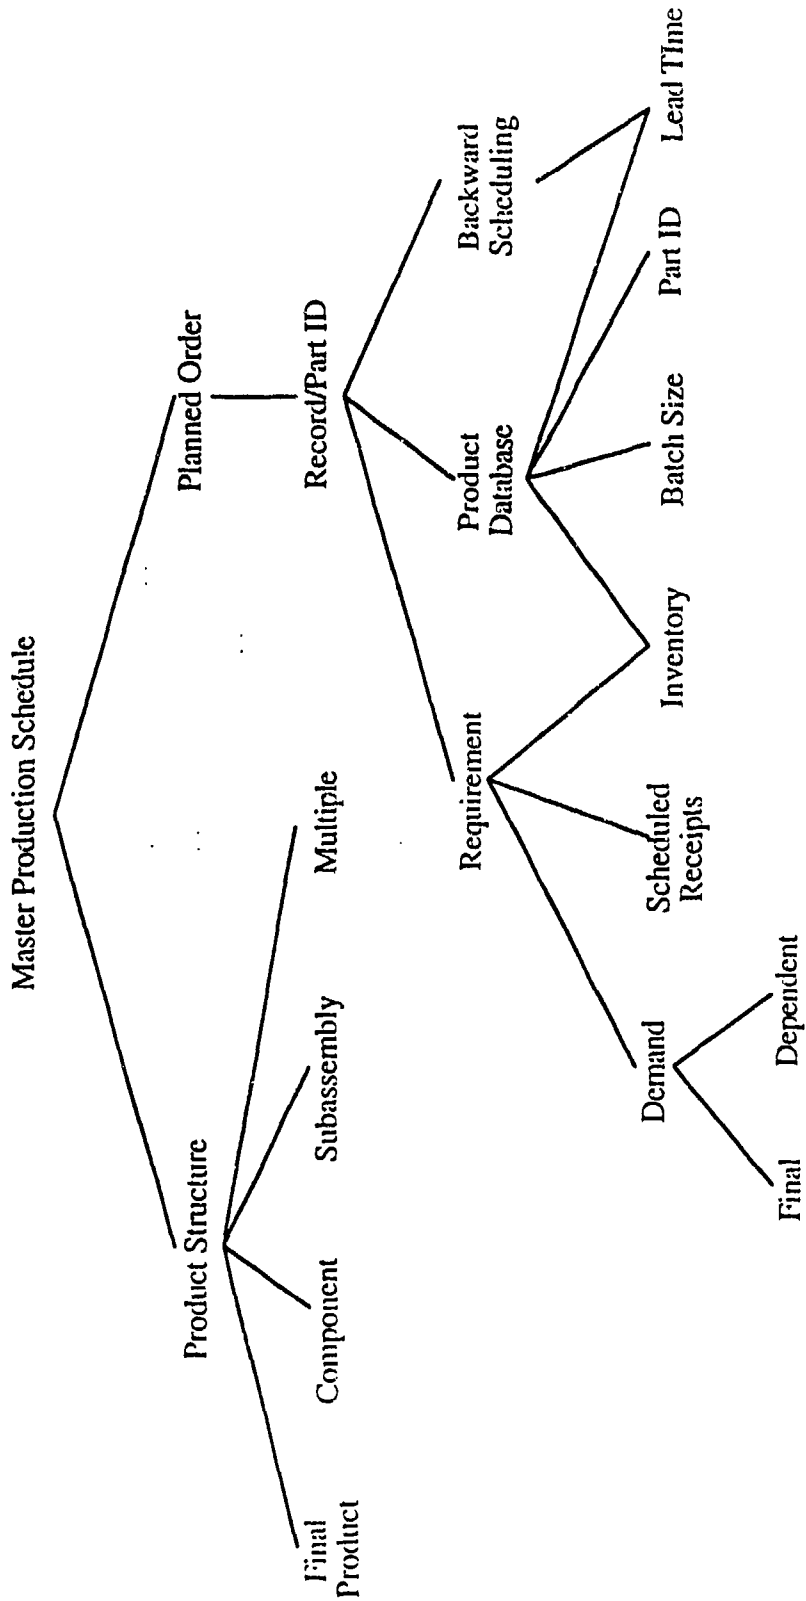 Master Production Schedule
Product Structure
Planned Order
Final
Product
Component
Subassembly
Multiple
Record/Part ID
Requirement
Product
Database
Backward
Scheduling
Demand
Scheduled
Receipts
Inventory
Batch Size
Part ID
Lead Time
Final
Dependent